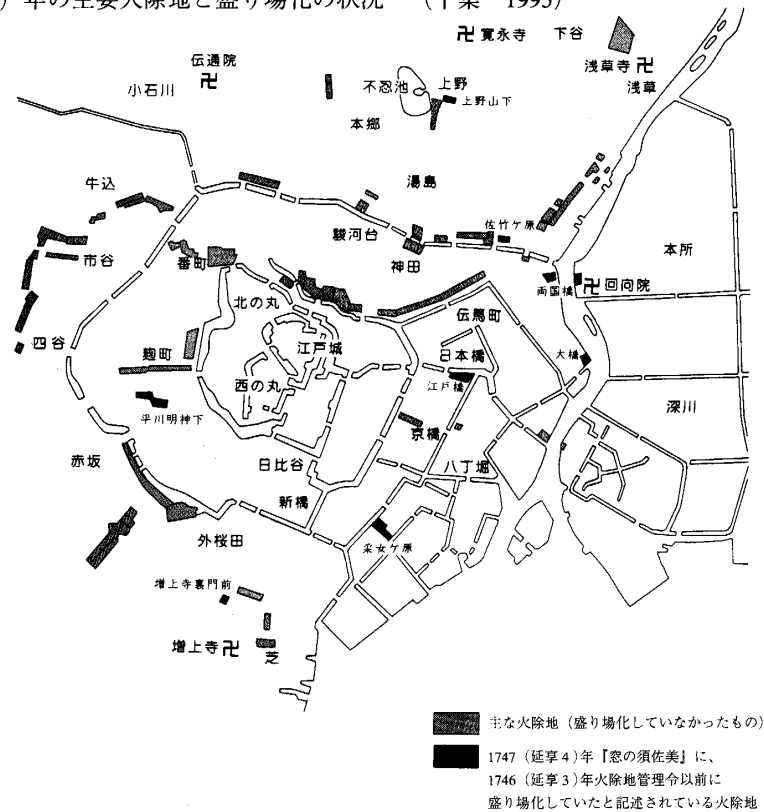 ）年の主要火除地と盛り場化の状況 （千葉 1995）
卍 寛永寺 下谷
伝通院
卍
浅草寺 卍
浅草
小石川
不忍池 上野
上野山下
本郷
牛込
湯島
佐竹ケ原
駿河台
本所
市谷
番町
神田
両国橋
卍 回向院
北の丸
伝馬町
四谷
麹町
江戸城
日本橋
大橋
西の丸
江戸橋
平川明神下
京橋
深川
赤坂
日比谷
八丁堀
新橋
外桜田
采女ケ原
増上寺裏門前
増上寺 卍
芝
主な火除地（盛り場化していなかったもの）
1747（延享4）年『窓の須佐美』に、
1746（延享3）年火除地管理令以前に
盛り場化していたと記述されている火除地